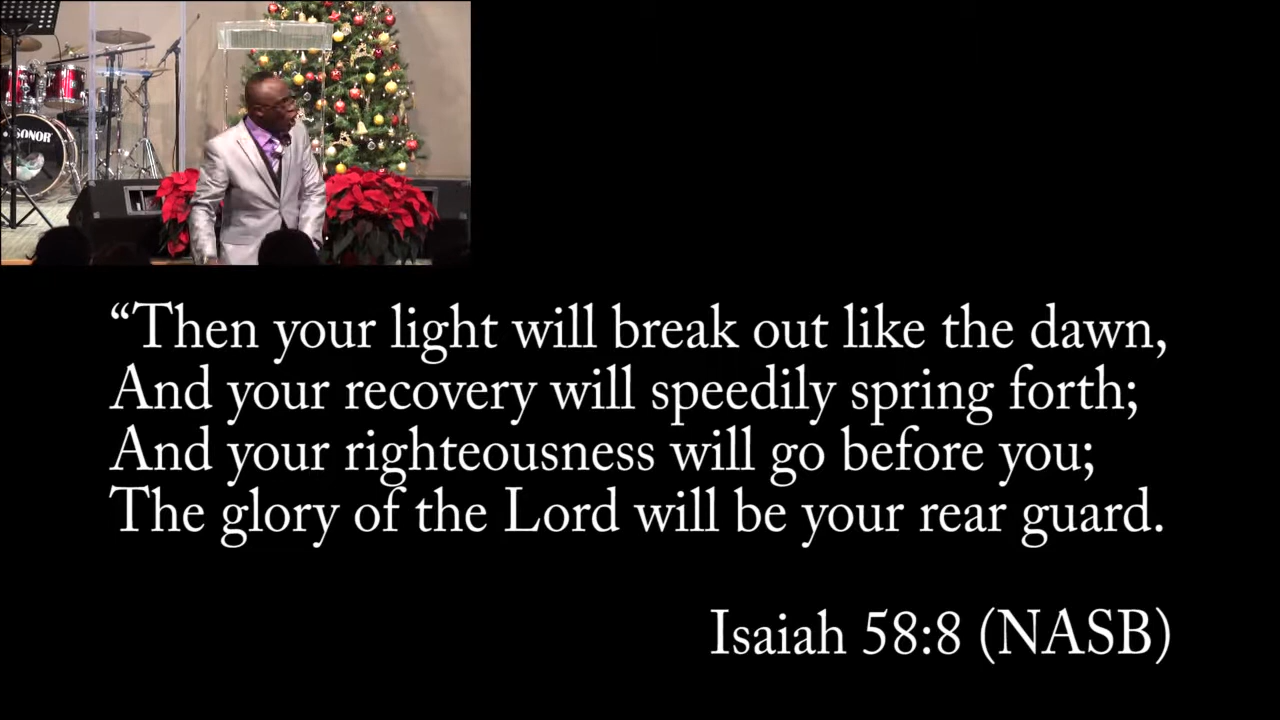 SONOR
“Then your light will break out like the dawn,
And your recovery will speedily spring forth;
And your righteousness will go before you;
The glory of the Lord will be your rear guard.
Isaiah 58:8 (NASB)